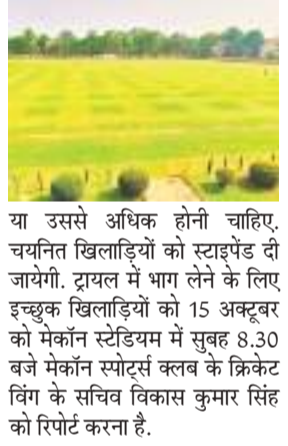 या उससे अधिक होनी चाहिए.
चयनित खिलाड़ियों को स्टाइपेंड दी
जायेगी. ट्रायल में भाग लेने के लिए
इच्छुक खिलाड़ियों को 15 अक्टूबर
को मेकॉन स्टेडियम में सुबह 8.30
बजे मेकॉन स्पोर्ट्स क्लब के क्रिकेट
विंग के सचिव विकास कुमार सिंह
को रिपोर्ट करना है.